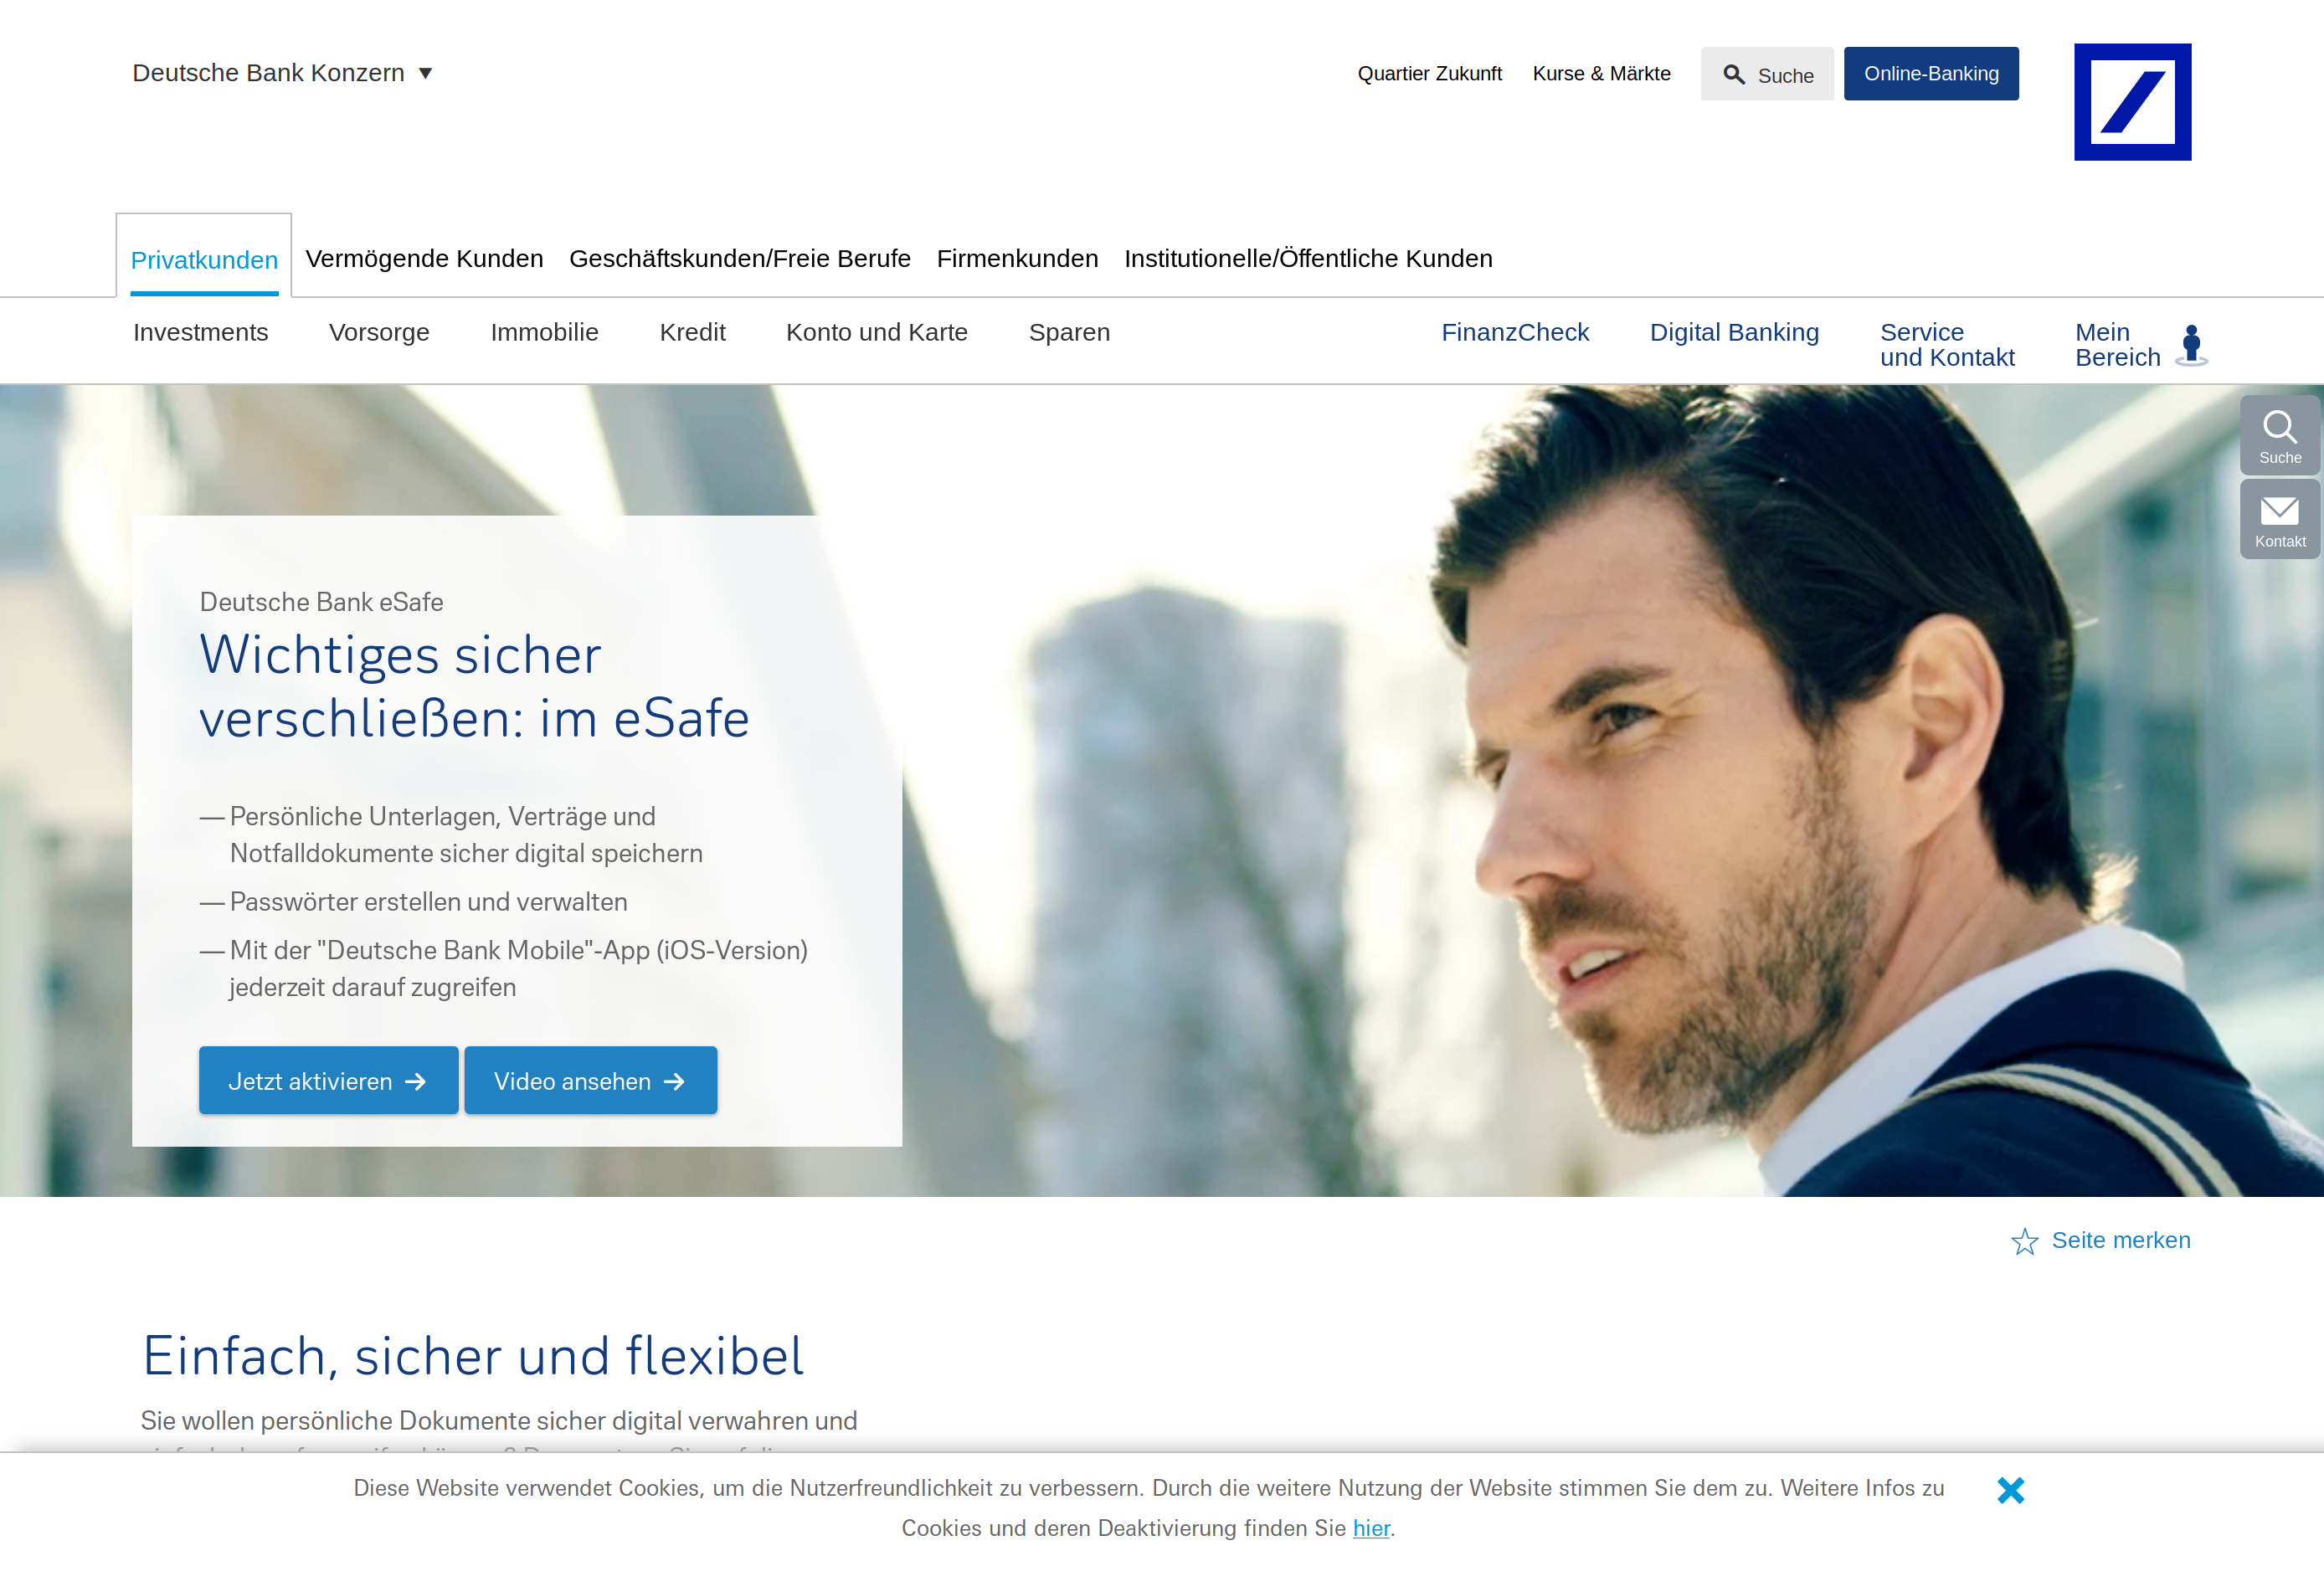 Deutsche Bank Konzern ▼
Quartier Zukunft
Kurse & Märkte
Suche
Online-Banking
Privatkunden
Vermögende Kunden
Geschäftskunden/Freie Berufe
Firmenkunden
Institutionelle/Öffentliche Kunden
Investments
Vorsorge
Immobilie
Kredit
Konto und Karte
Sparen
FinanzCheck
Digital Banking
Service
und Kontakt
Mein
Bereich
Suche
Kontakt
Deutsche Bank eSafe
Wichtiges sicher
verschließen: im eSafe
— Persönliche Unterlagen, Verträge und
Notfalldokumente sicher digital speichern
— Passwörter erstellen und verwalten
— Mit der "Deutsche Bank Mobile"-App (iOS-Version)
jederzeit darauf zugreifen
Jetzt aktivieren →
Video ansehen →
Seite merken
Einfach, sicher und flexibel
Sie wollen persönliche Dokumente sicher digital verwahren und
Diese Website verwendet Cookies, um die Nutzerfreundlichkeit zu verbessern. Durch die weitere Nutzung der Website stimmen Sie dem zu. Weitere Infos zu
Cookies und deren Deaktivierung finden Sie hier.